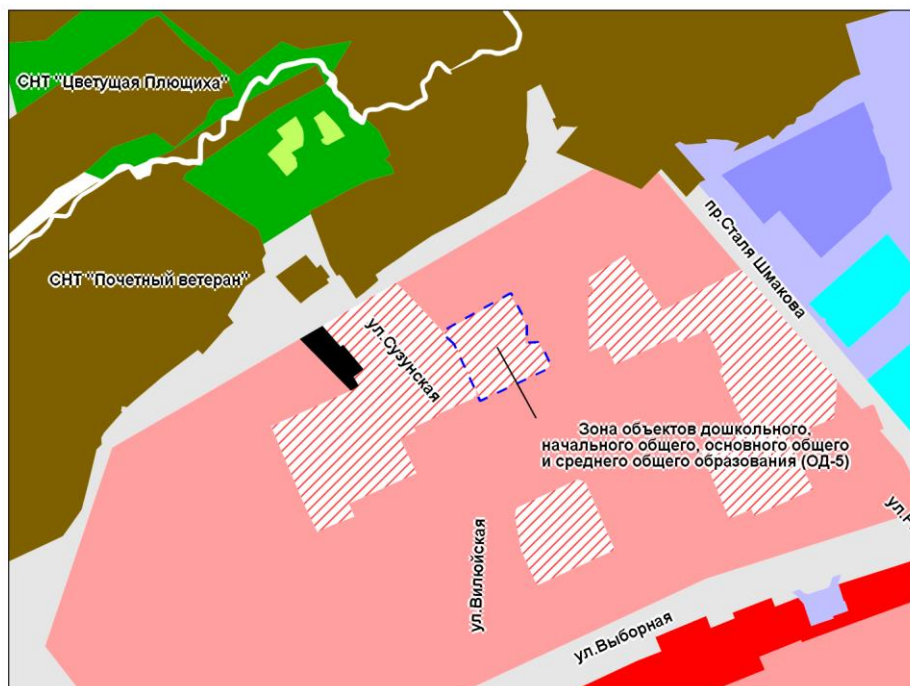 СНТ "Цветущая Плющиха"
пр.Сталя Шмакова
СНТ "Почетный ветеран"
ул.Сузунская
Зона объектов дошкольного,
начального общего, основного общего
и среднего общего образования (ОД-5)
ул.Вилюйская
ул.Выборная